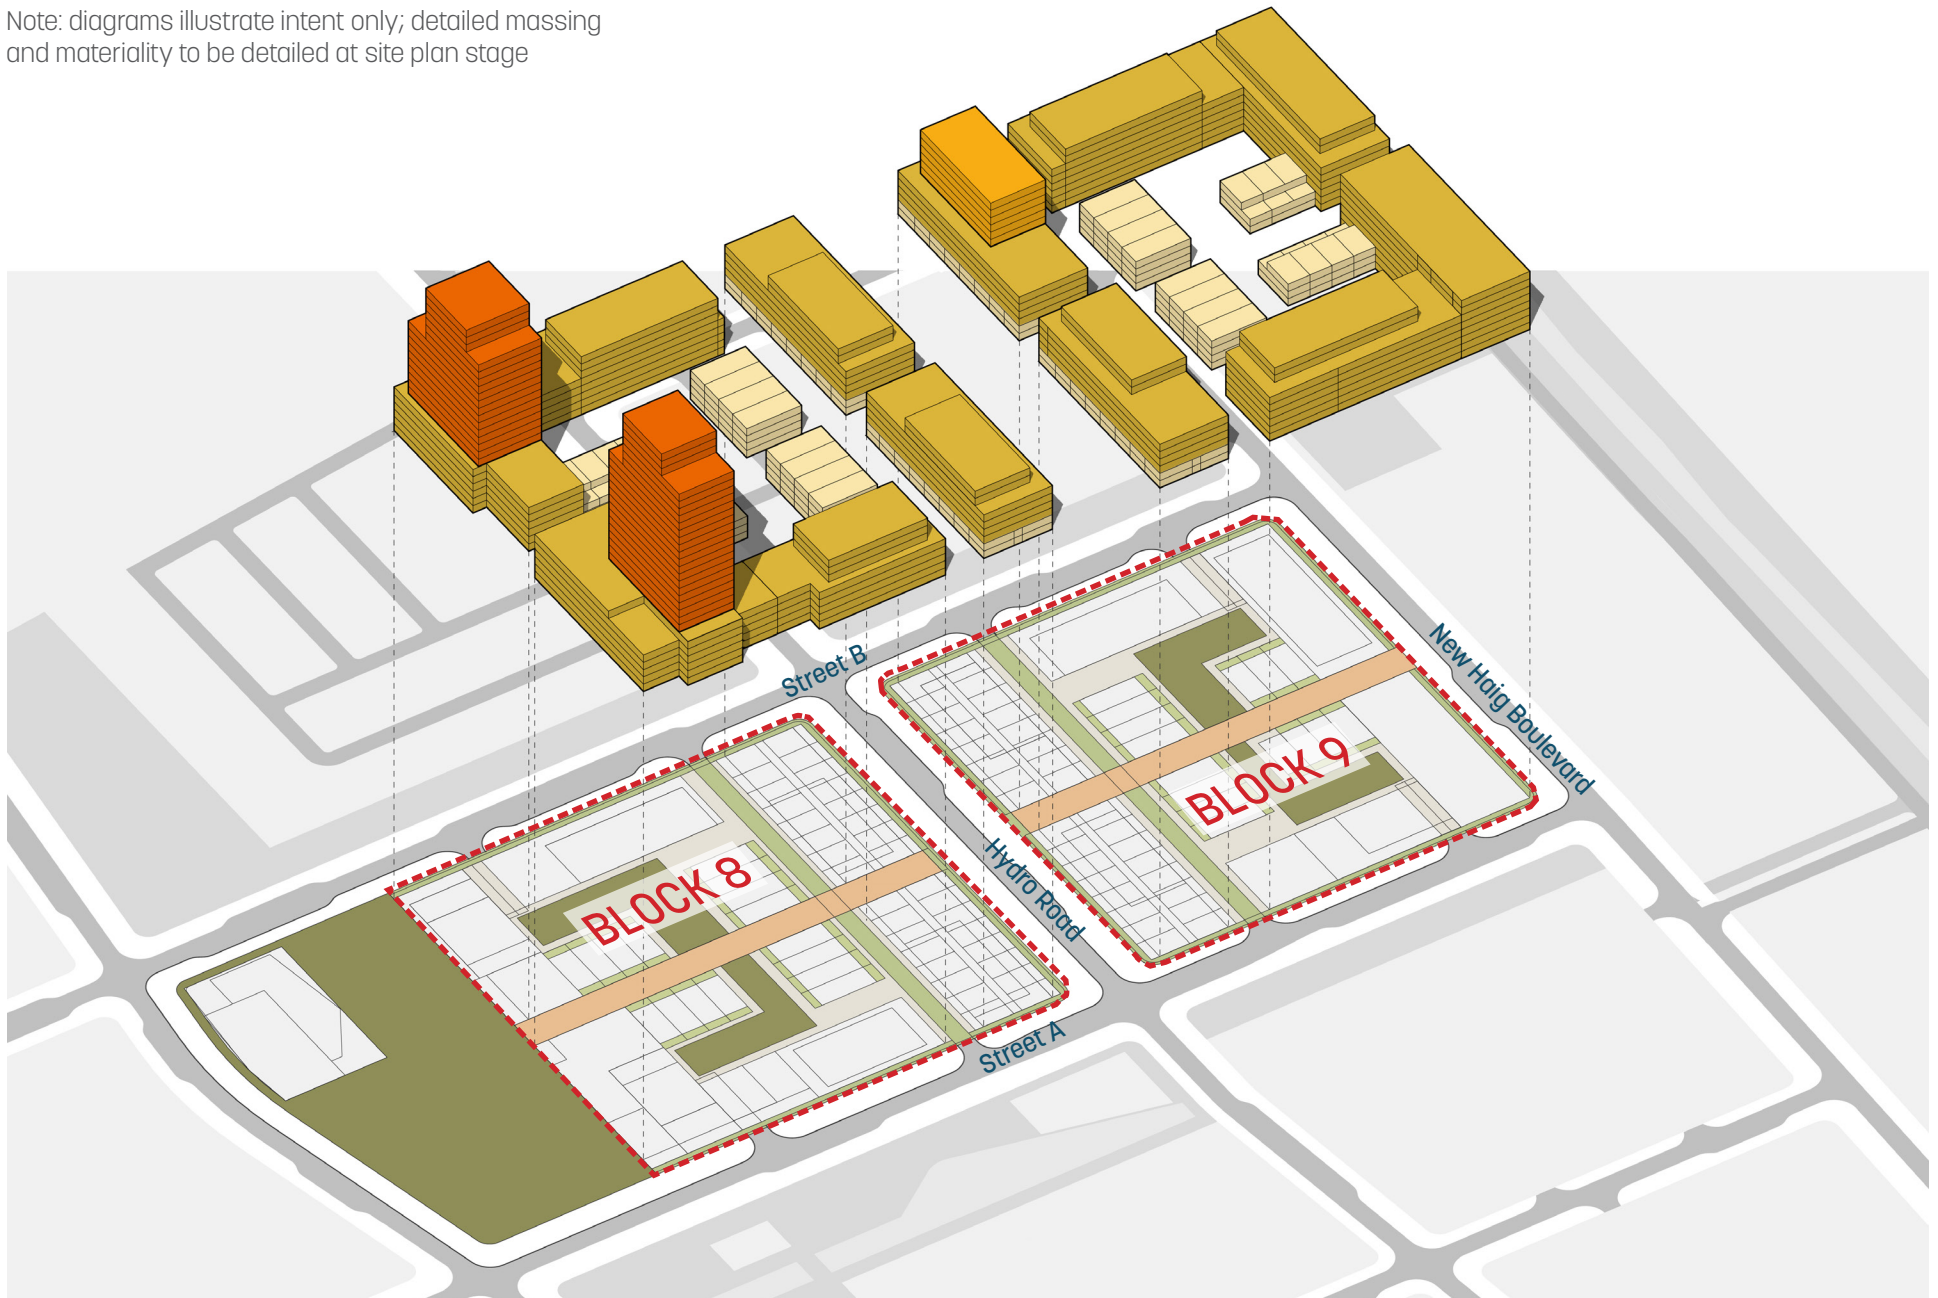 Note: diagrams illustrate intent only; detailed massing
and materiality to be detailed at site plan stage
Street B
New Haig Boulevard
BLOCK 9
BLOCK 8
Hydro Road
Street A